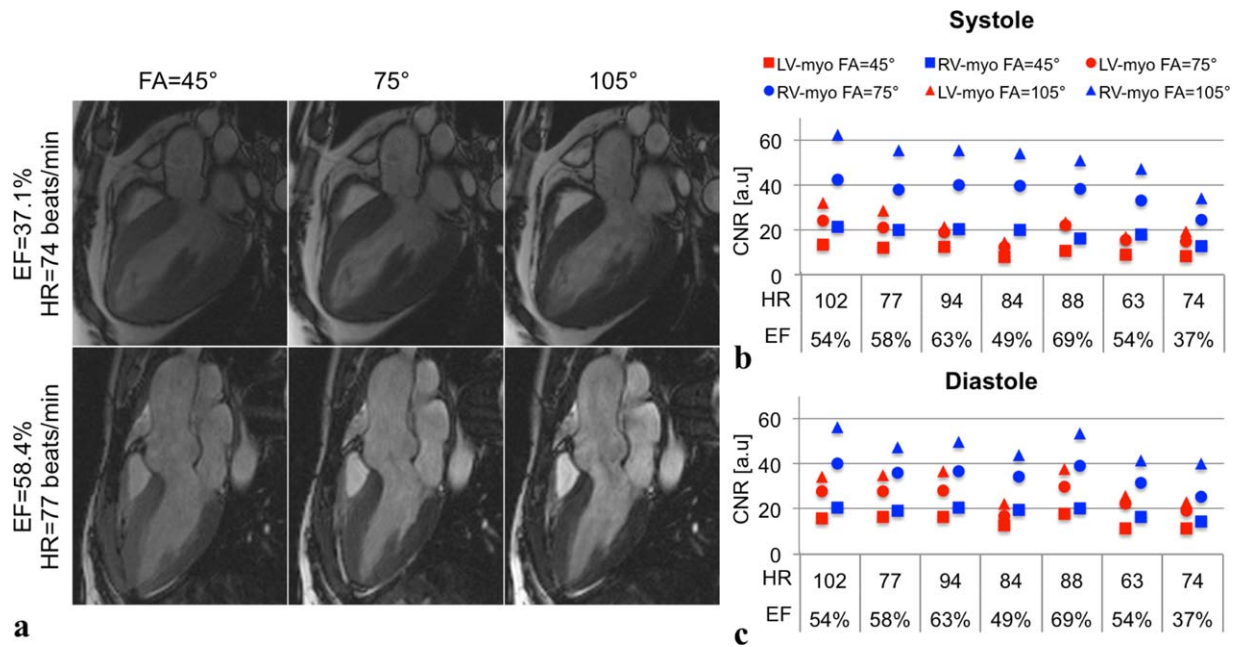 FA=45° 75° 105°
EF=37.1%
HR=74 beats/min
EF=58.4%
HR=77 beats/min
a
Systole
LV-myo FA=45° RV-myo FA=45° LV-myo FA=75°
RV-myo FA=75° LV-myo FA=105° RV-myo FA=105°
CNR [a.u]
60
40
20
0
HR 102 77 94 84 88 63 74
EF 54% 58% 63% 49% 69% 54% 37%
b
Diastole
CNR [a.u]
60
40
20
0
HR 102 77 94 84 88 63 74
EF 54% 58% 63% 49% 69% 54% 37%
c